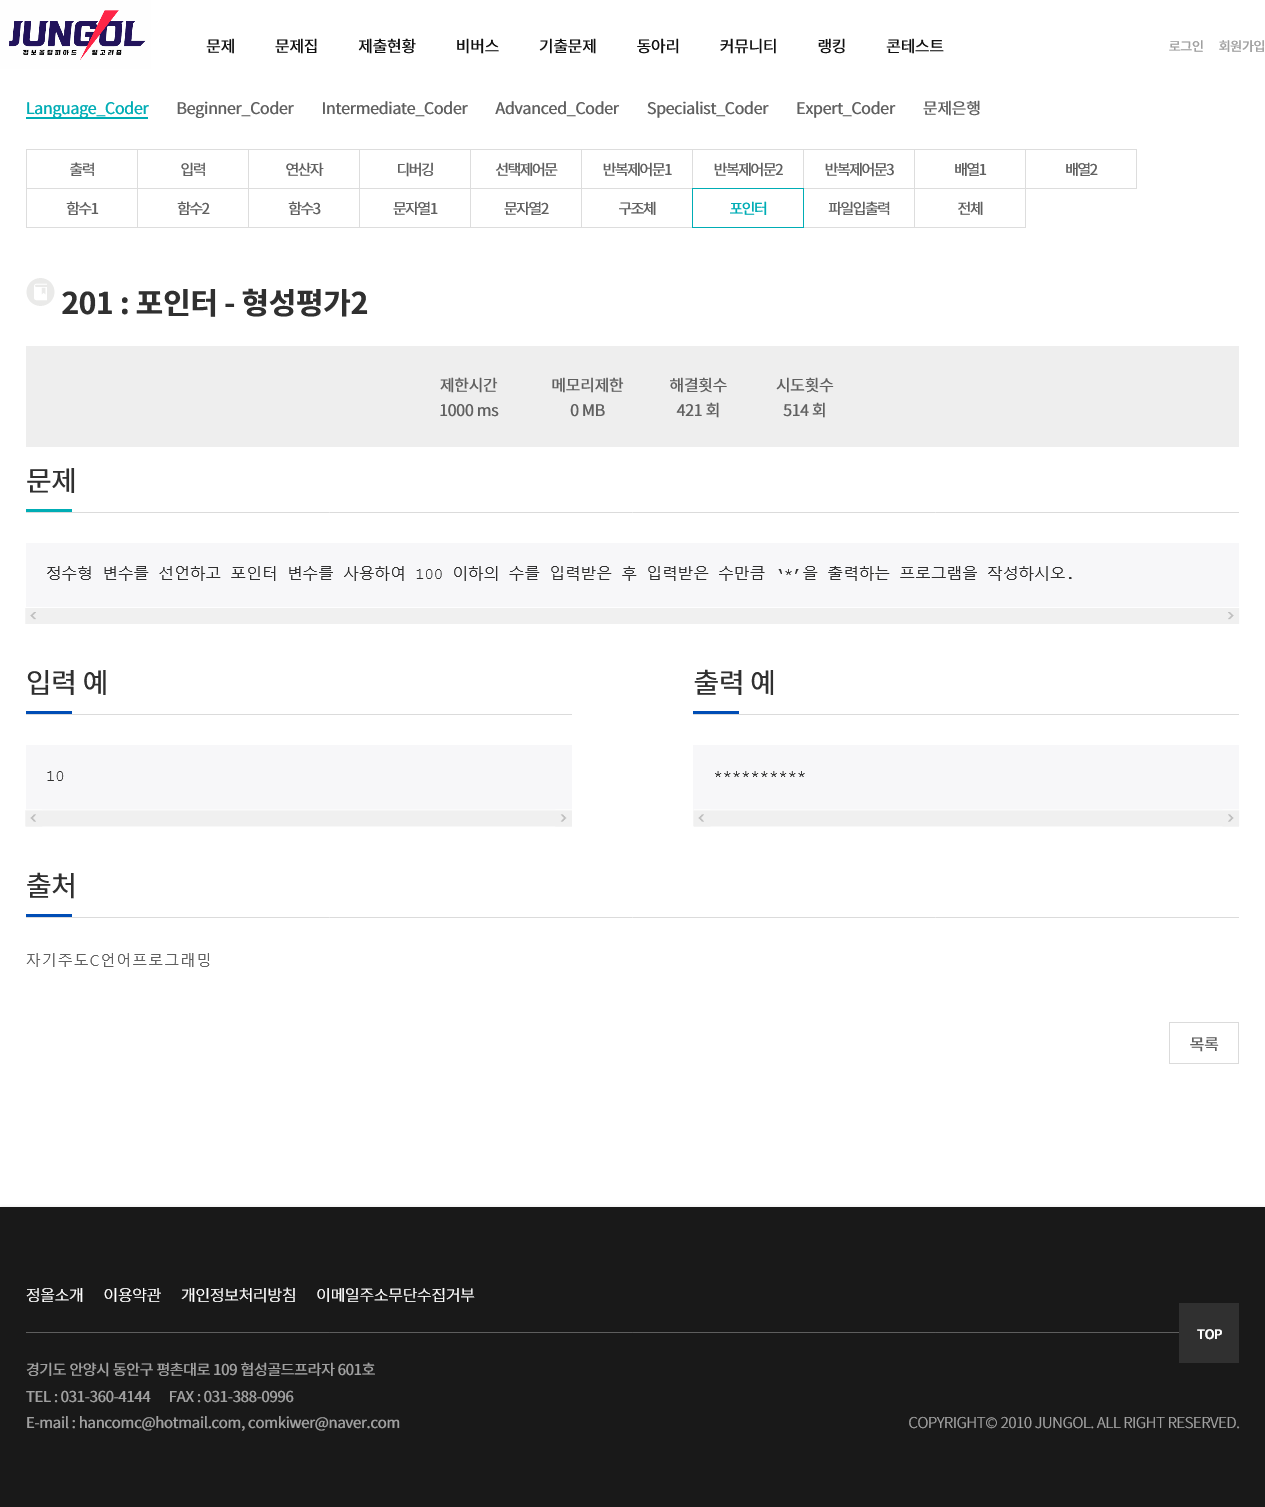 JUNGOL
정보올림피아드 알고리즘
문제 문제집 제출현황 비버스 기출문제 동아리 커뮤니티 랭킹 콘테스트 로그인 회원가입
Language_Coder Beginner_Coder Intermediate_Coder Advanced_Coder Specialist_Coder Expert_Coder 문제은행
출력 입력 연산자 디버깅 선택제어문 반복제어문1 반복제어문2 반복제어문3 배열1 배열2
함수1 함수2 함수3 문자열1 문자열2 구조체 포인터 파일입출력 전체
201 : 포인터 - 형성평가2
제한시간 메모리제한 해결횟수 시도횟수
1000 ms 0 MB 421 회 514 회
문제
정수형 변수를 선언하고 포인터 변수를 사용하여 100 이하의 수를 입력받은 후 입력받은 수만큼 ‘*’을 출력하는 프로그램을 작성하시오.
입력 예
10
출력 예
**********
출처
자기주도C언어프로그래밍
목록
정올소개 이용약관 개인정보처리방침 이메일주소무단수집거부
TOP
경기도 안양시 동안구 평촌대로 109 협성골드프라자 601호
TEL : 031-360-4144 FAX : 031-388-0996
E-mail : hancomc@hotmail.com, comkiwer@naver.com
COPYRIGHT© 2010 JUNGOL. ALL RIGHT RESERVED.